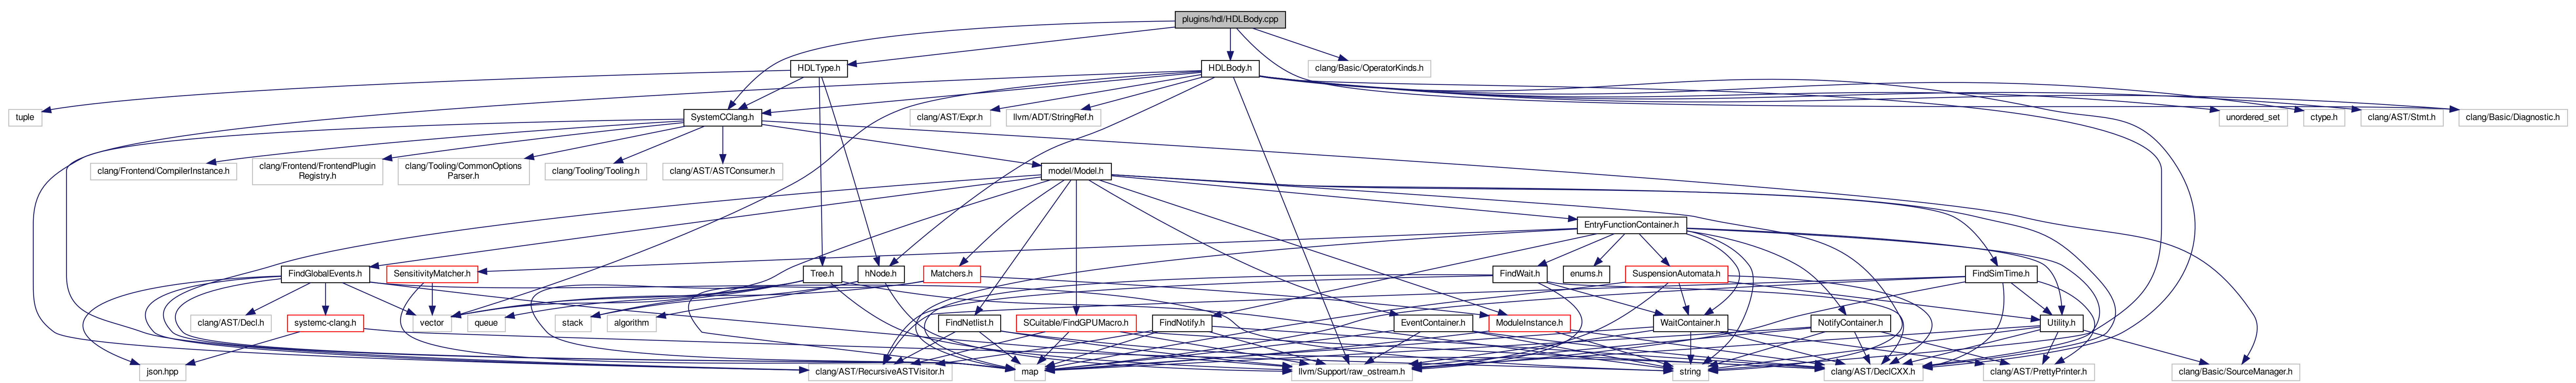 plugins/hdl/HDLBody.cpp
HDLType.h
HDLBody.h
clang/Basic/OperatorKinds.h
tuple
SystemCClang.h
clang/AST/Expr.h
llvm/ADT/StringRef.h
unordered_set
ctype.h
clang/AST/Stmt.h
clang/Basic/Diagnostic.h
clang/Frontend/CompilerInstance.h
clang/Frontend/FrontendPlugin
Registry.h
clang/Tooling/CommonOptions
Parser.h
clang/Tooling/Tooling.h
clang/AST/ASTConsumer.h
model/Model.h
EntryFunctionContainer.h
FindGlobalEvents.h
SensitivityMatcher.h
Tree.h
hNode.h
Matchers.h
FindWait.h
enums.h
SuspensionAutomata.h
FindSimTime.h
clang/AST/Decl.h
systemc-clang.h
vector
queue
stack
algorithm
FindNetlist.h
SCuitable/FindGPUMacro.h
FindNotify.h
EventContainer.h
ModuleInstance.h
WaitContainer.h
NotifyContainer.h
Utility.h
json.hpp
clang/AST/RecursiveASTVisitor.h
map
llvm/Support/raw_ostream.h
string
clang/AST/DeclCXX.h
clang/AST/PrettyPrinter.h
clang/Basic/SourceManager.h